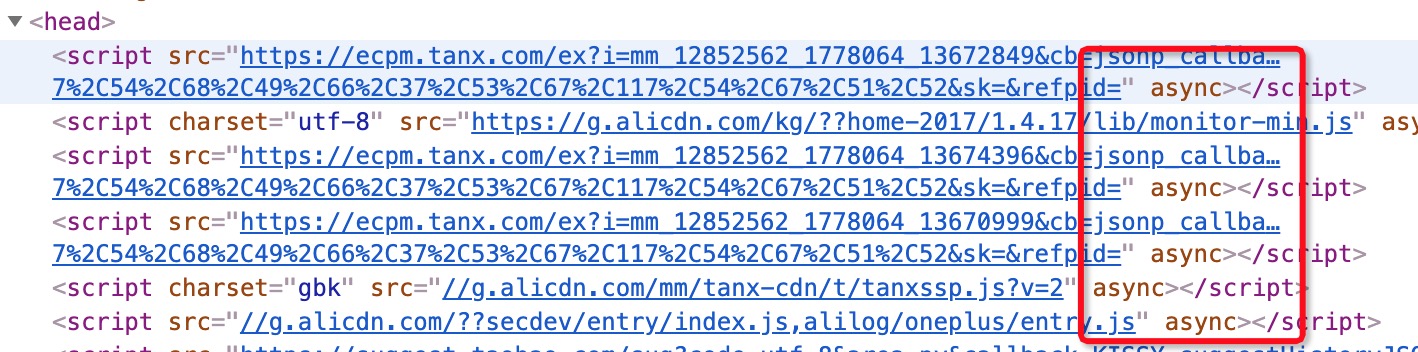 <head>
<script src="https://ecpm.tanx.com/ex?i=mm_12852562_1778064_13672849&cb=jsonp_callba…
7%2C54%2C68%2C49%2C66%2C37%2C53%2C67%2C117%2C54%2C67%2C51%2C52&sk=&refpid=" async></script>
<script charset="utf-8" src="https://g.alicdn.com/kg/??home-2017/1.4.17/lib/monitor-min.js" asy
<script src="https://ecpm.tanx.com/ex?i=mm_12852562_1778064_13674396&cb=jsonp_callba…
7%2C54%2C68%2C49%2C66%2C37%2C53%2C67%2C117%2C54%2C67%2C51%2C52&sk=&refpid=" async></script>
<script src="https://ecpm.tanx.com/ex?i=mm_12852562_1778064_13670999&cb=jsonp_callba…
7%2C54%2C68%2C49%2C66%2C37%2C53%2C67%2C117%2C54%2C67%2C51%2C52&sk=&refpid=" async></script>
<script charset="gbk" src="//g.alicdn.com/mm/tanx-cdn/t/tanxssp.js?v=2" async></script>
<script src="//g.alicdn.com/??secdev/entry/index.js,alilog/oneplus/entry.js" async></script>